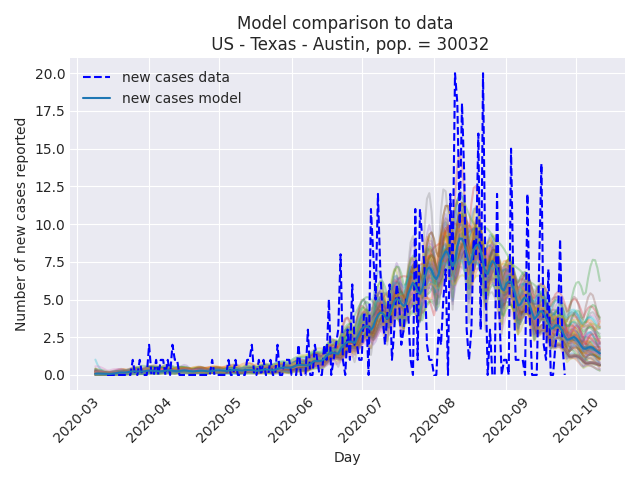 Model comparison to data
US - Texas - Austin, pop. = 30032
new cases data
new cases model
Number of new cases reported
20.0
17.5
15.0
12.5
10.0
7.5
5.0
2.5
0.0
2020-03
2020-04
2020-05
2020-06
2020-07
2020-08
2020-09
2020-10
Day